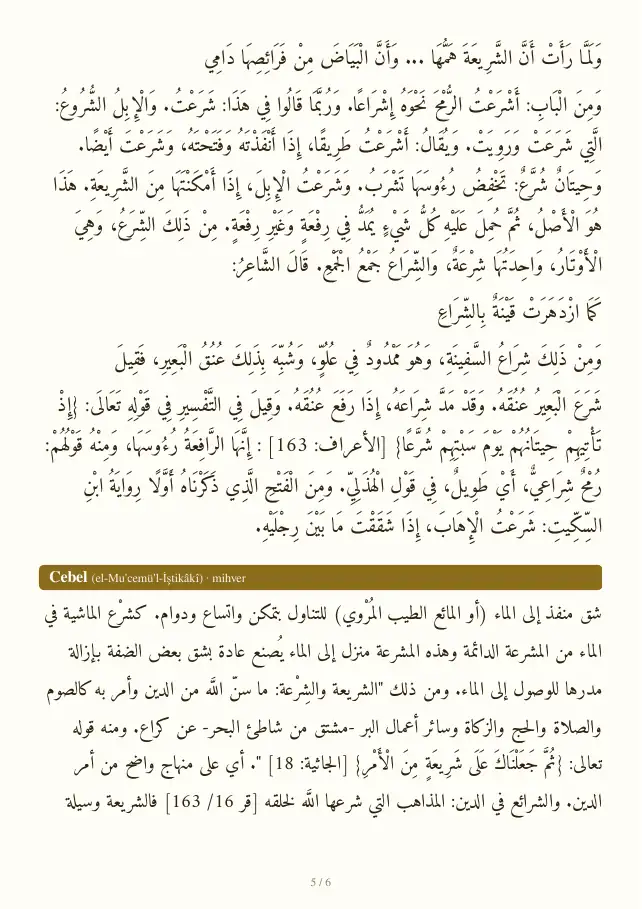 وَلَمَّا رَأَتْ أَنَّ الشَّرِيعَةَ هَمُّهَا ... وَأَنَّ الْبَيَاضَ مِنْ فَرَائِصِهَا دَامِي
وَمِنَ الْبَابِ: أَشْرَعْتُ الرُّمْحَ نَحْوَهُ إِشْرَاعًا. وَرُبَّمَا قَالُوا فِي هَذَا: شَرَعْتُ. وَالْإِبِلُ الشُّرُوعُ:
الَّتِي شَرَعَتْ وَرَوِيَتْ. وَيُقَالُ: أَشْرَعْتُ طَرِيقًا، إِذَا أَنْفَذْتَهُ وَفَتَحْتَهُ، وَشَرَعْتَ أَيْضًا.
وَحِيتَانٌ شُرَّعٌ: تَخْفِضُ رُءُوسَهَا تَشْرَبُ. وَشَرَعْتُ الْإِبِلَ، إِذَا أَمْكَنْتَهَا مِنَ الشَّرِيعَةِ. هَذَا
هُوَ الْأَصْلُ، ثُمَّ حُمِلَ عَلَيْهِ كُلُّ شَيْءٍ يُمَدُّ فِي رِفْعَةٍ وَغَيْرِ رِفْعَةٍ. مِنْ ذَلِكَ الشِّرَعُ، وَهِيَ
الْأَوْتَارُ، وَاحِدَتُهَا شِرْعَةٌ، وَالشِّرَاعُ جَمْعُ الْجَمْعِ. قَالَ الشَّاعِرُ:
كَمَا ازْدَهَرَتْ قَيْنَةٌ بِالشِّرَاعِ
وَمِنْ ذَلِكَ شِرَاعُ السَّفِينَةِ، وَهُوَ مَمْدُودٌ فِي عُلُوٍّ، وَشُبِّهَ بِذَلِكَ عُنُقُ الْبَعِيرِ، فَقِيلَ
شَرَعَ الْبَعِيرُ عُنُقَهُ. وَقَدْ مَدَّ شِرَاعَهُ، إِذَا رَفَعَ عُنُقَهُ. وَقِيلَ فِي التَّفْسِيرِ فِي قَوْلِهِ تَعَالَى: {إِذْ
تَأْتِيهِمْ حِيتَانُهُمْ يَوْمَ سَبْتِهِمْ شُرَّعًا} [الأعراف: 163] : إِنَّهَا الرَّافِعَةُ رُءُوسَهَا، وَمِنْهُ قَوْلُهُمْ:
رُمْحٌ شِرَاعِيٌّ، أَيْ طَوِيلٌ، فِي قَوْلِ الْهُذَلِيِّ. وَمِنَ الْفَتْحِ الَّذِي ذَكَرْنَاهُ أَوَّلًا رِوَايَةُ ابْنِ
السِّكِّيتِ: شَرَعْتُ الْإِهَابَ، إِذَا شَقَقْتَ مَا بَيْنَ رِجْلَيْهِ.
Cebel (el-Mu'cemü'l-İştikâkî) · mihver
شق منفذ إلى الماء (أو المائع الطيب المُرْوي) للتناول بتمكن واتساع ودوام. كشرْع الماشية في
الماء من المشرعة الدائمة وهذه المشرعة منزل إلى الماء يُصنع عادة بشق بعض الضفة بإزالة
مدرها للوصول إلى الماء. ومن ذلك "الشريعة والشِرْعة: ما سنّ الله من الدين وأمر به كالصوم
والصلاة والحج والزكاة وسائر أعمال البر -مشتق من شاطئ البحر- عن كراع. ومنه قوله
تعالى: {ثُمَّ جَعَلْنَاكَ عَلَى شَرِيعَةٍ مِنَ الْأَمْرِ} [الجاثية: 18] ". أي على منهاج واضح من أمر
الدين. والشرائع في الدين: المذاهب التي شرعها الله لخلقه [قر 16/ 163] فالشريعة وسيلة
5 / 6